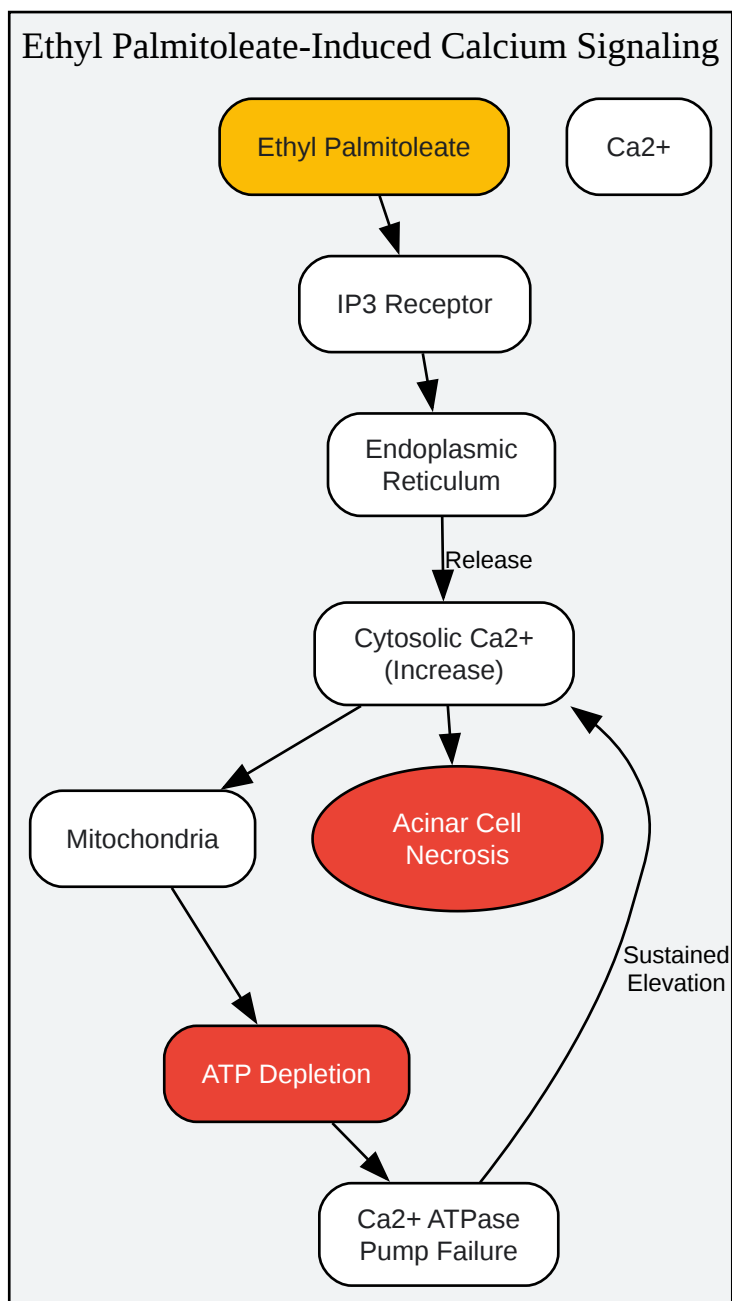 Ethyl Palmitoleate-Induced Calcium Signaling
Ethyl Palmitoleate
Ca2+
IP3 Receptor
Endoplasmic
Reticulum
Release
Cytosolic Ca2+
(Increase)
Mitochondria
Acinar Cell
Necrosis
Sustained
Elevation
ATP Depletion
Ca2+ ATPase
Pump Failure